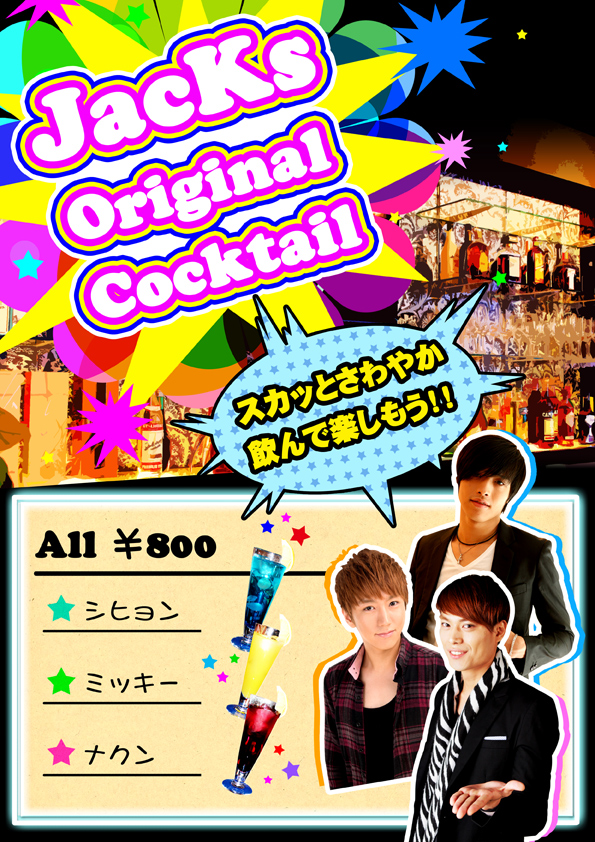 JacKs
Original
Cocktail
スカッとさわやか
飲んで楽しもう!!
All ¥800
シヒョン
ミッキー
ナクン